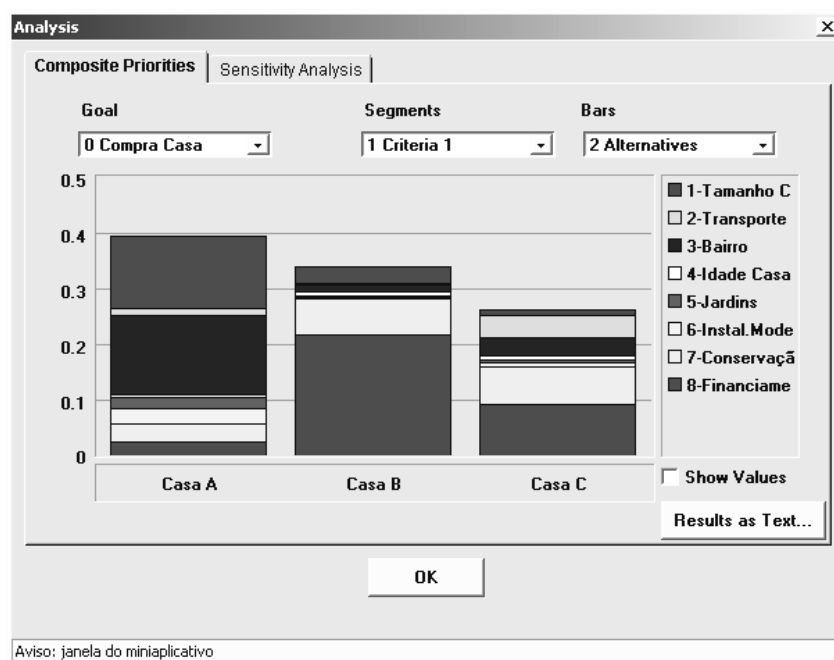 Analysis
Composite Priorities
Sensitivity Analysis
Goal
Segments
Bars
0 Compra Casa
1 Criteria 1
2 Alternatives
0.5
0.4
0.3
0.2
0.1
0
1-Tamanho C
2-Transporte
3-Bairro
4-Idade Casa
5-Jardins
6-Instal.Mode
7-Conservaçã
8-Financiame
Casa A
Casa B
Casa C
Show Values
Results as Text...
OK
Aviso: janela do miniaplicativo